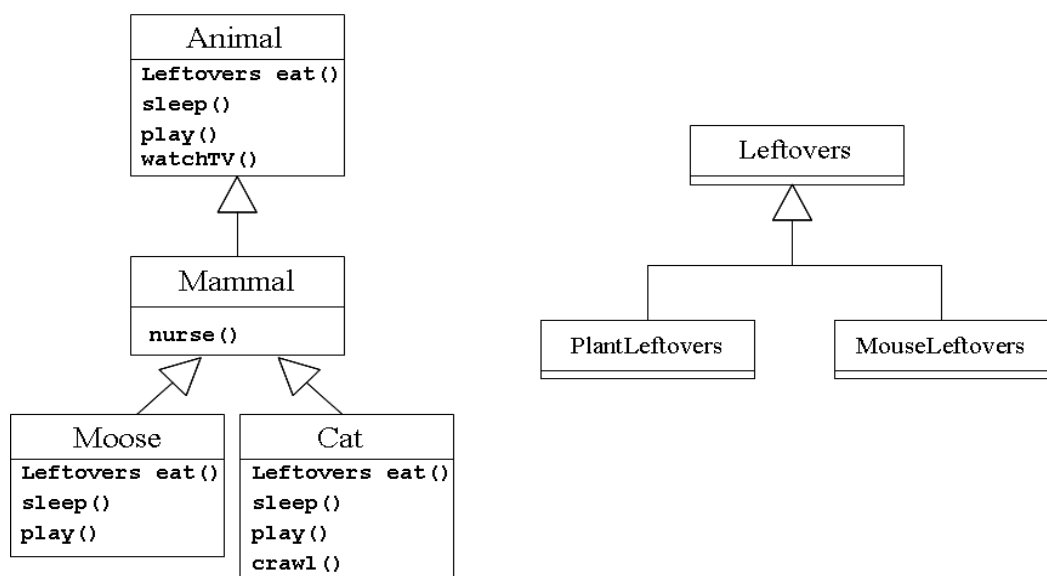 Animal
Leftovers eat()
sleep()
play()
watchTV()
Mammal
nurse()
Moose
Leftovers eat()
sleep()
play()
Cat
Leftovers eat()
sleep()
play()
crawl()
Leftovers
PlantLeftovers
MouseLeftovers